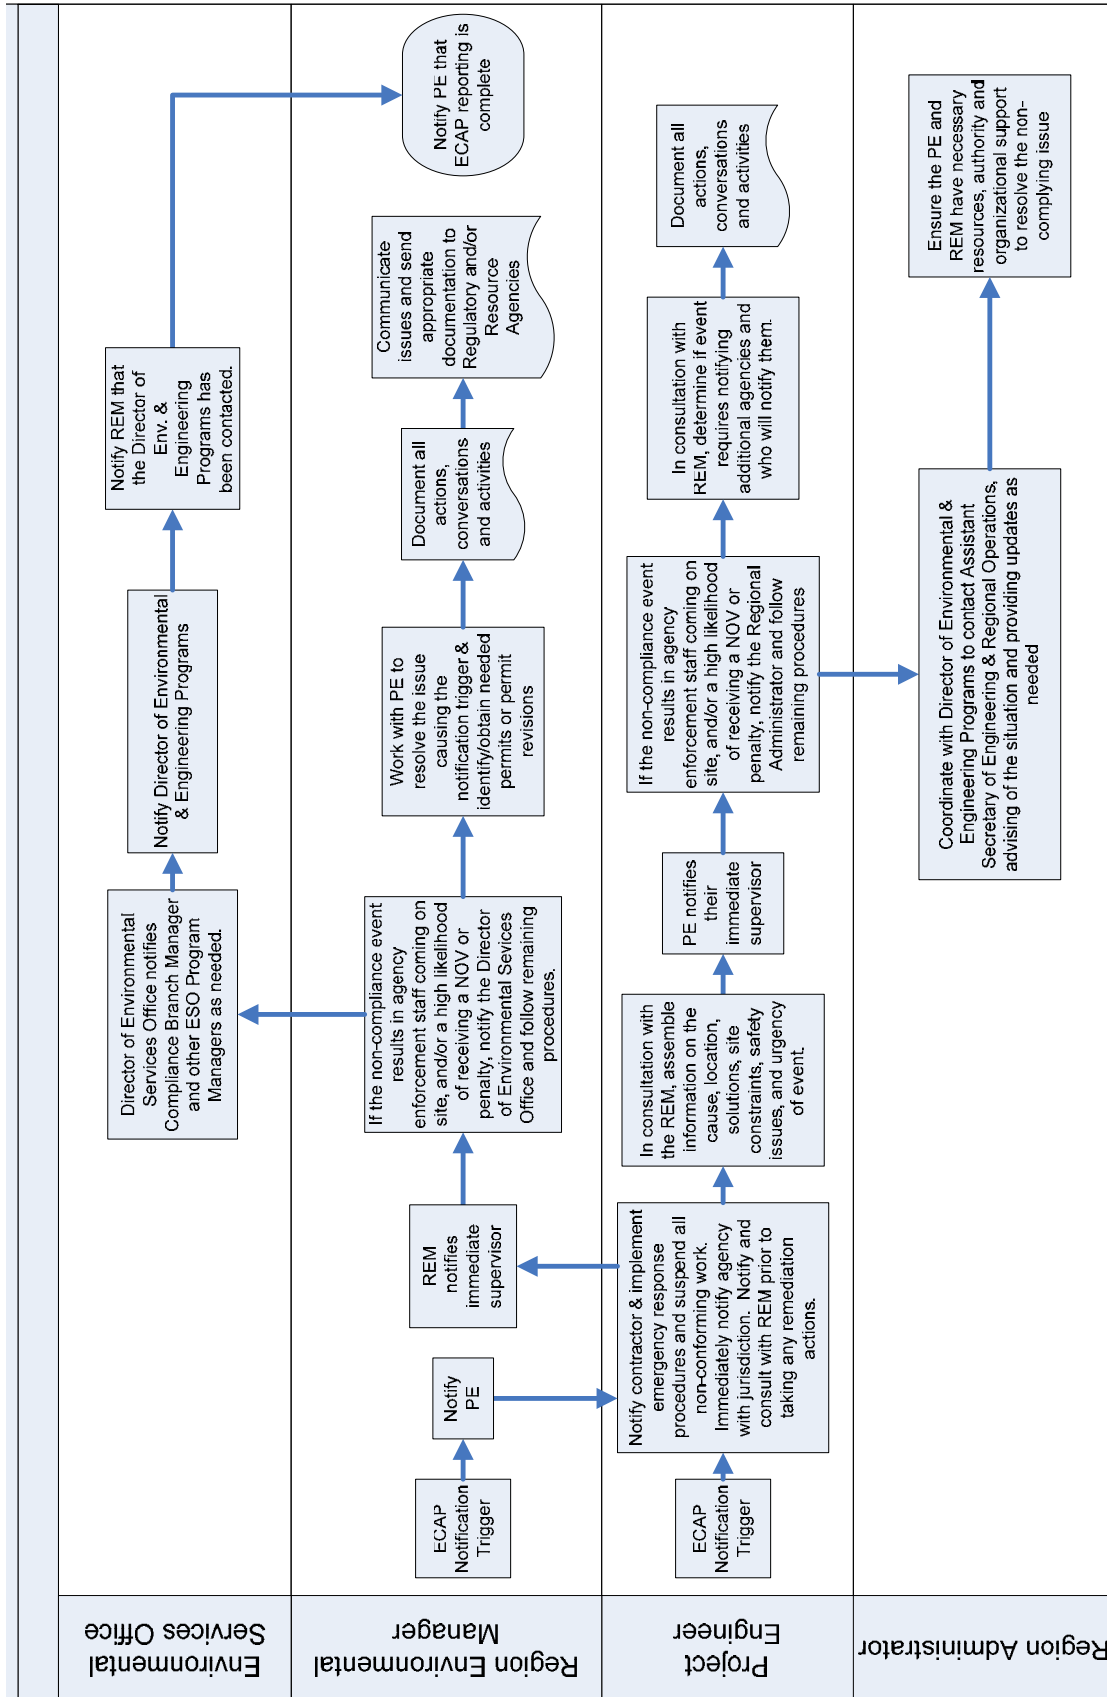 Environmental
Services Office
Director of Environmental
Services Office notifies
Compliance Branch Manager
and other ESO Program
Managers as needed.
Notify Director of Environmental
& Engineering Programs
Notify REM that
the Director of
Env. &
Engineering
Programs has
been contacted.
Region Environmental
Manager
ECAP
Notification
Trigger
Notify
PE
REM
notifies
immediate
supervisor
If the non-compliance event
results in agency
enforcement staff coming on
site, and/or a high likelihood
of receiving a NOV or
penalty, notify the Director
of Environmental Sevices
Office and follow remaining
procedures.
Work with PE to
resolve the issue
causing the
notification trigger &
identify/obtain needed
permits or permit
revisions
Document all
actions,
conversations
and activities
Communicate
issues and send
appropriate
documentation to
Regulatory and/or
Resource
Agencies
Notify PE that
ECAP reporting is
complete
Project
Engineer
ECAP
Notification
Trigger
Notify contractor & implement
emergency response
procedures and suspend all
non-conforming work.
Immediately notify agency
with jurisdiction.  Notify and
consult with REM prior to
taking any remediation
actions.
In consultation with
the REM, assemble
information on the
cause, location,
solutions, site
constraints, safety
issues, and urgency
of event.
PE notifies
their
immediate
supervisor
If the non-compliance event
results in agency
enforcement staff coming on
site, and/or a high likelihood
of receiving a NOV or
penalty, notify the Regional
Administrator and follow
remaining procedures
In consultation with
REM, determine if event
requires notifying
additional agencies and
who will notify them.
Document all
actions,
conversations
and activities
Region Administrator
Coordinate with Director of Environmental &
Engineering Programs to contact Assistant
Secretary of Engineering & Regional Operations,
advising of the situation and providing updates as
needed
Ensure the PE and
REM have necessary
resources, authority and
organizational support
to resolve the non-
complying issue